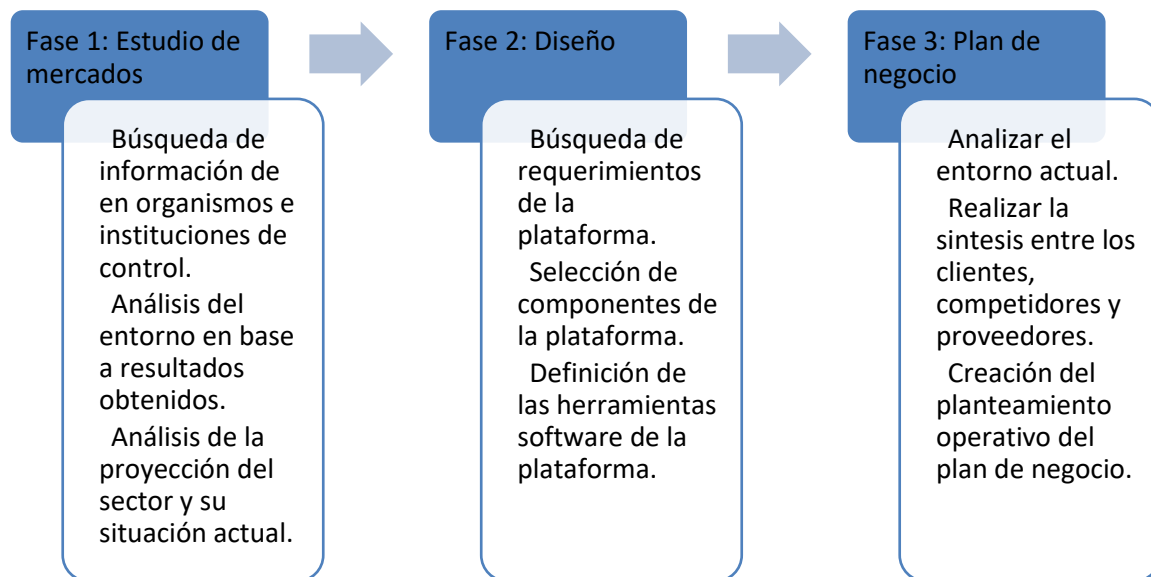 Fase 1: Estudio de
mercados
Búsqueda de
información de
en organismos e
instituciones de
control.
Análisis del
entorno en base
a resultados
obtenidos.
Análisis de la
proyección del
sector y su
situación actual.
Fase 2: Diseño
Búsqueda de
requerimientos
de la
plataforma.
Selección de
componentes de
la plataforma.
Definición de
las herramientas
software de la
plataforma.
Fase 3: Plan de
negocio
Analizar el
entorno actual.
Realizar la
sintesis entre los
clientes,
competidores y
proveedores.
Creación del
planteamiento
operativo del
plan de negocio.